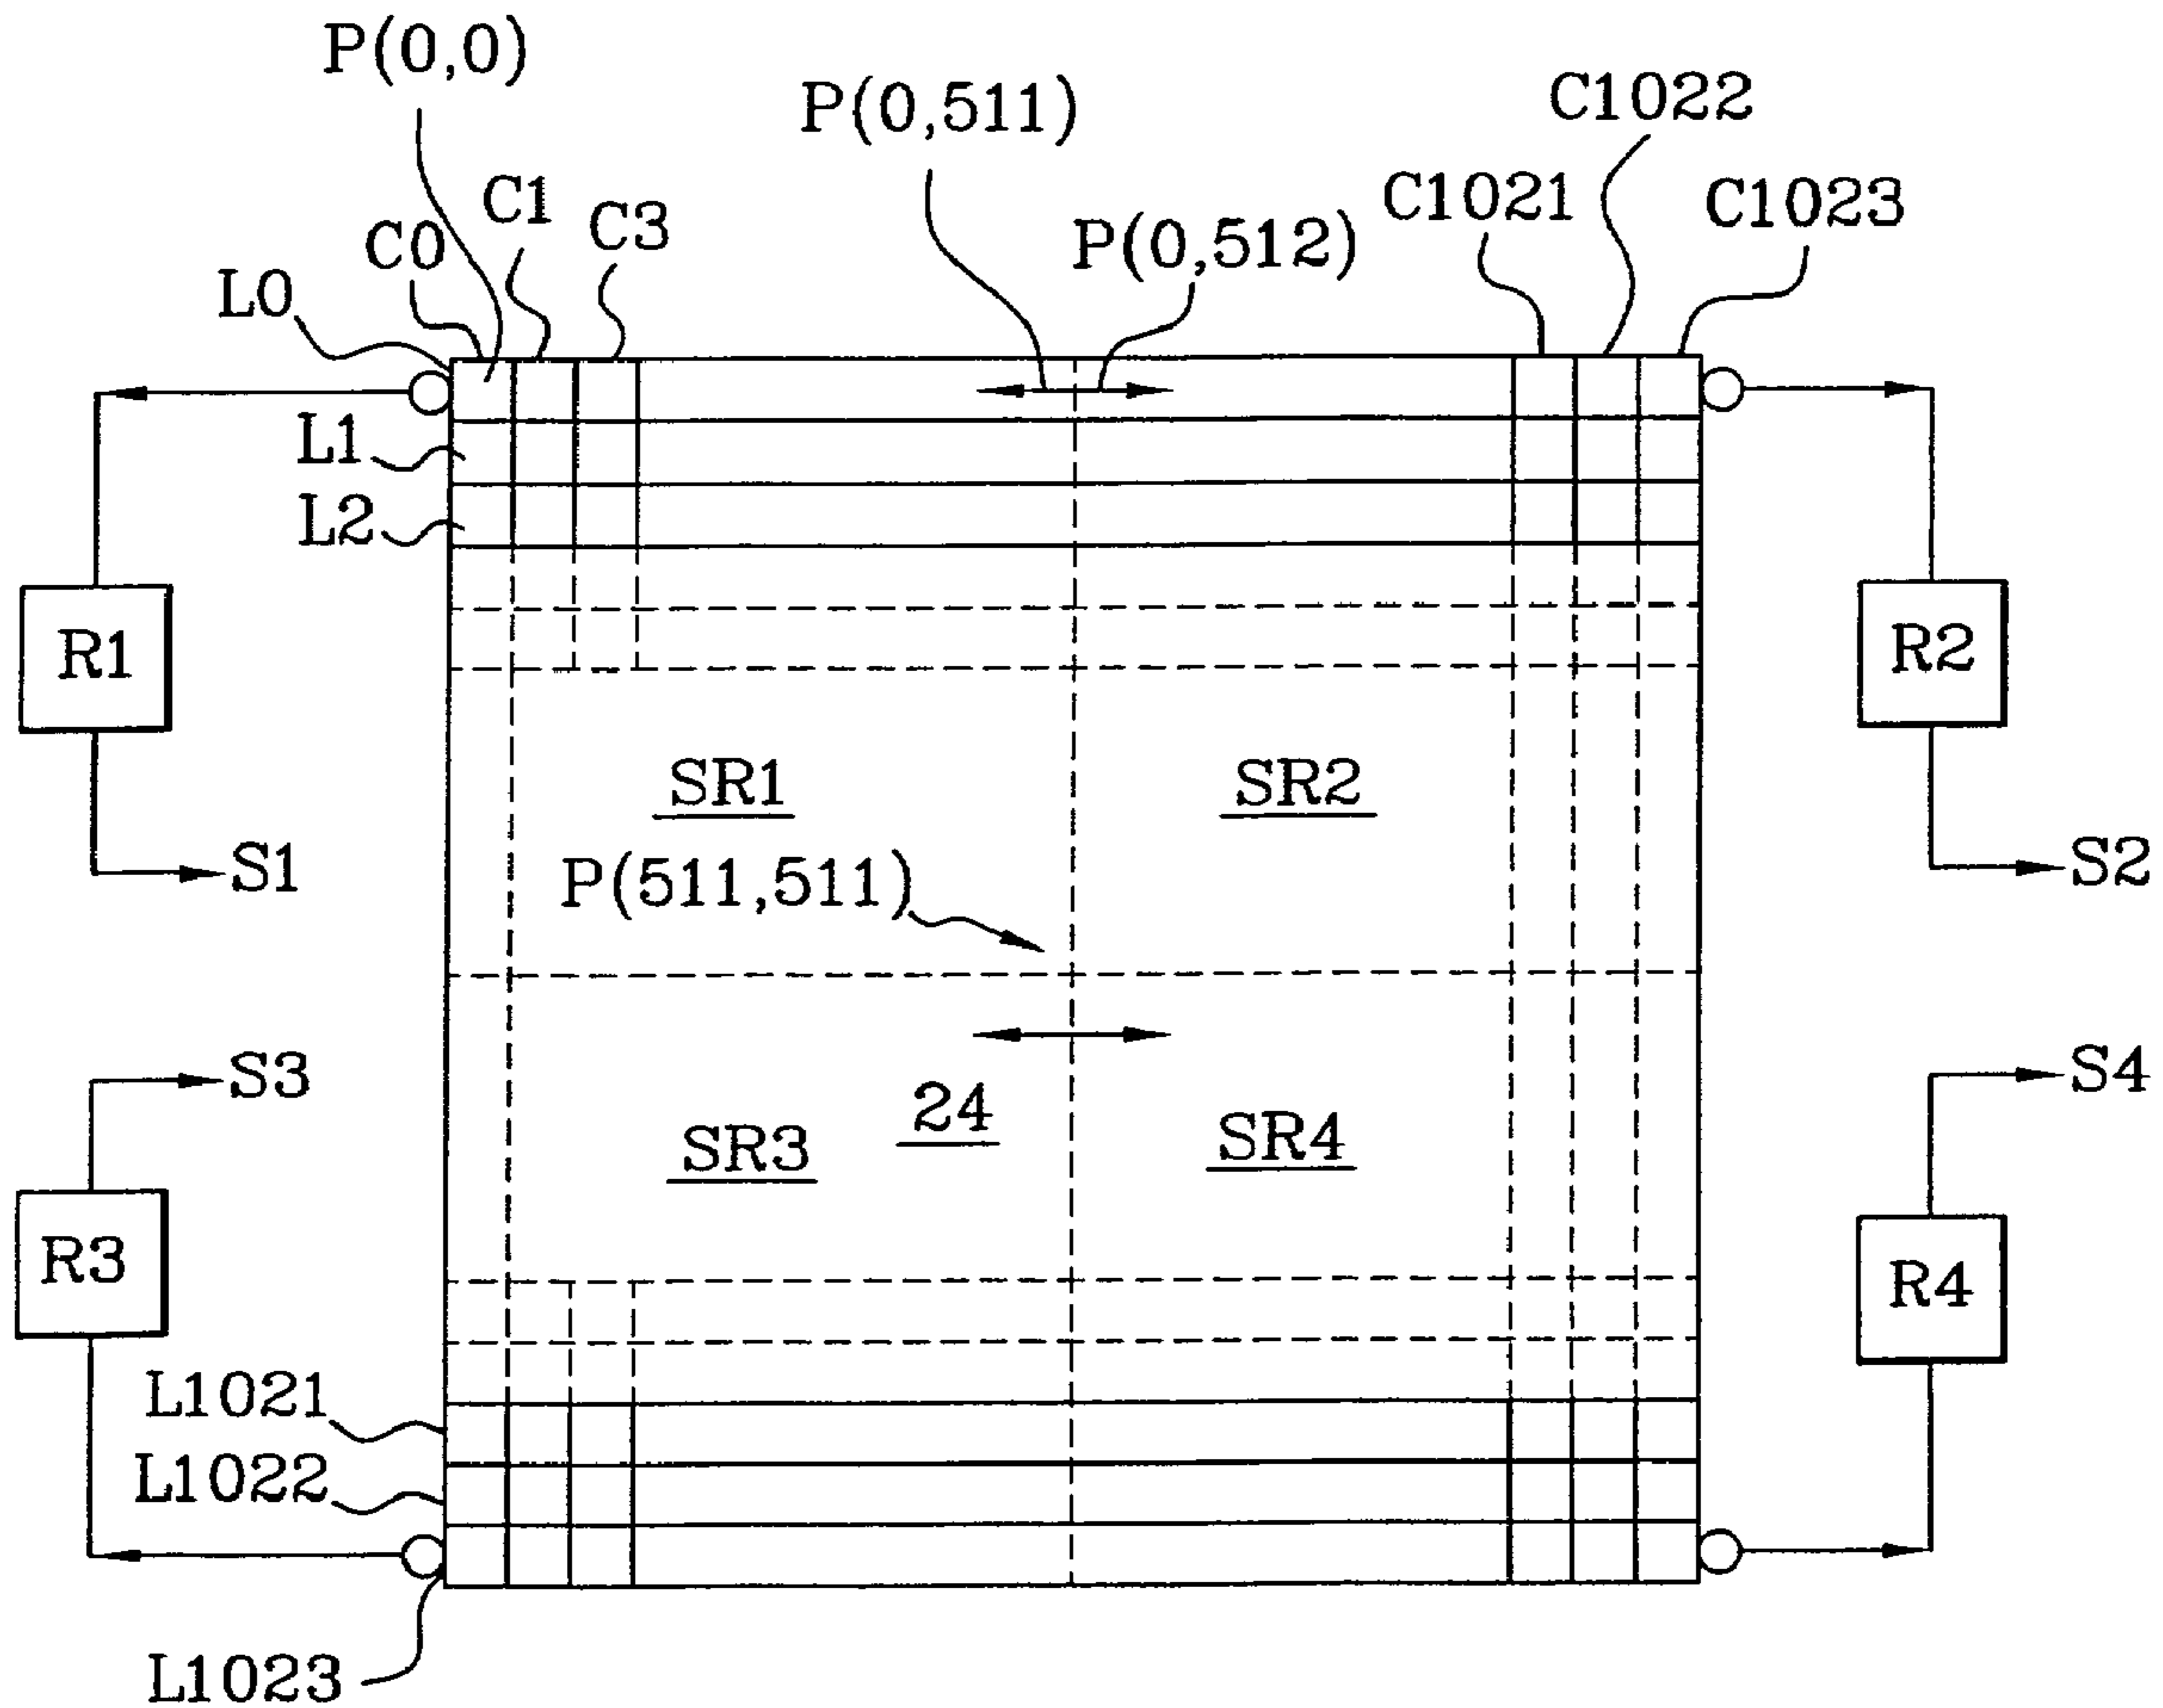 P(0,0)
P(0,511)
C1022
C1
C3
C1021
C1023
C0
P(0,512)
L0
L1
L2
R1
R2
SR1
SR2
S1
P(511,511)
S2
S3
S4
24
SR3
SR4
R3
R4
L1021
L1022
L1023